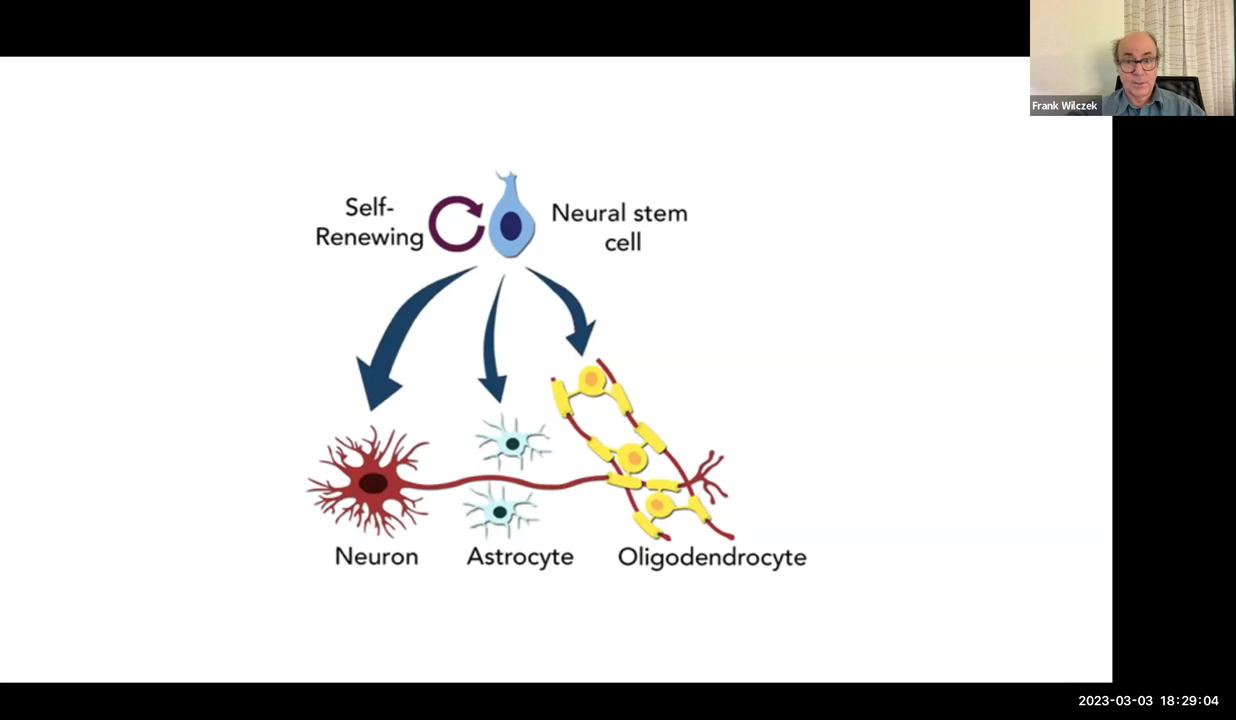 Frank Wilczek
Self-
Renewing
Neural stem
cell
Neuron
Astrocyte
Oligodendrocyte
2023-03-03 18:29:04